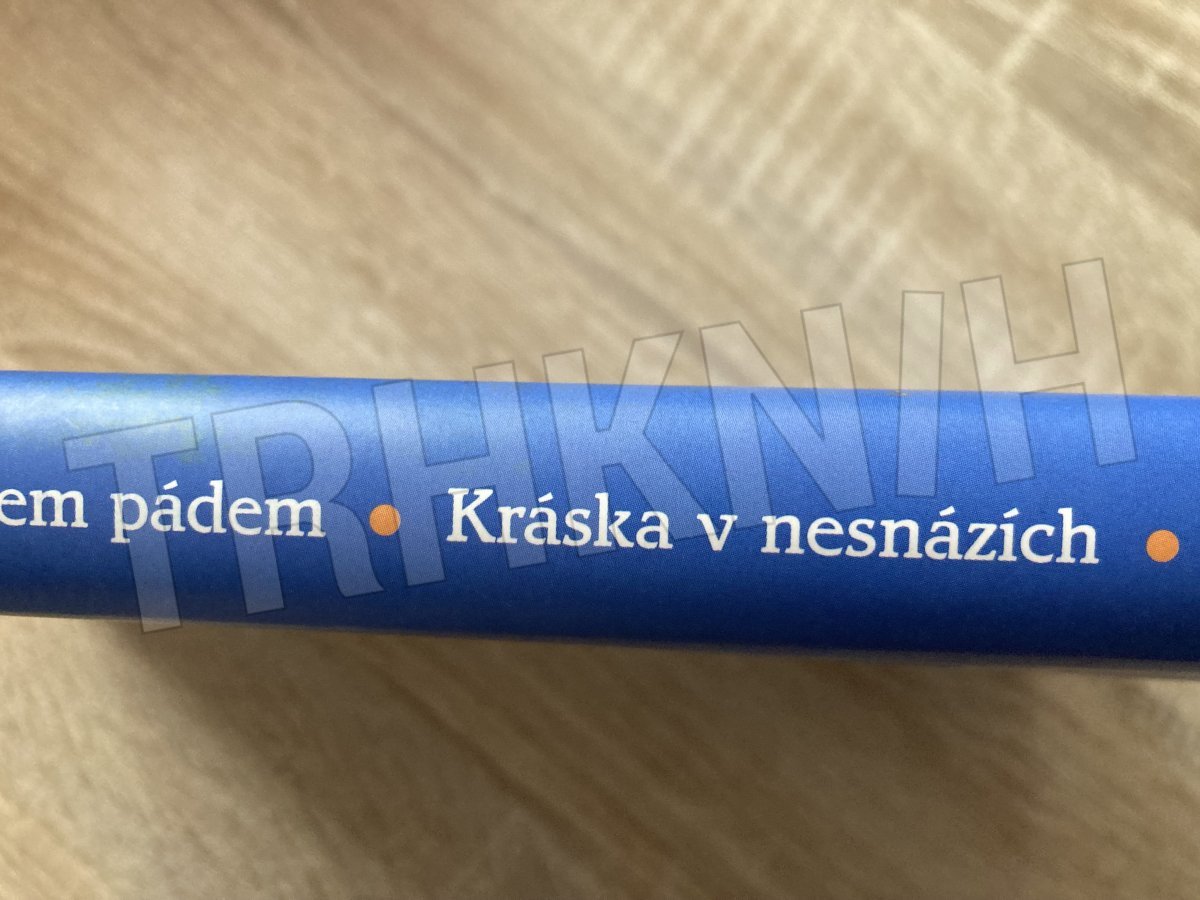 em pádem • Kráska v nesnázích •
TRHKNIH